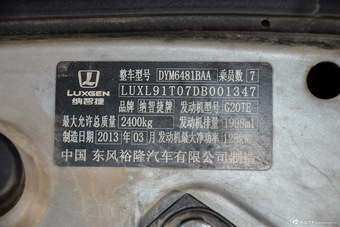 LUXGEN
纳智捷
整车型号 DYM6481BAA 乘员数 7
LUXL91T07DB001347
品牌 纳智捷牌 发动机型号 G20TE
最大允许总质量 2400kg 发动机排量 1998ml
制造日期 2013年03月 发动机最大净功率 128kw
中国 东风裕隆汽车有限公司制造